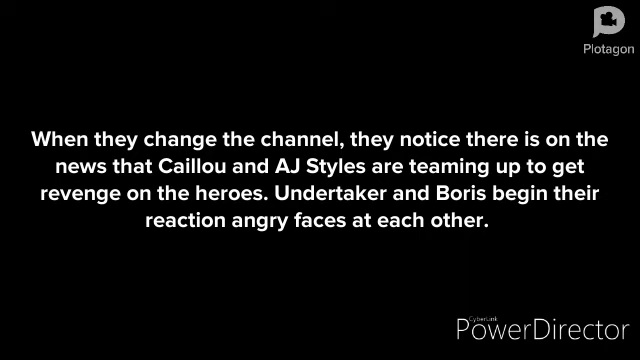 Plotagon
When they change the channel, they notice there is on the
news that Caillou and AJ Styles are teaming up to get
revenge on the heroes. Undertaker and Boris begin their
reaction angry faces at each other.
CyberLink
PowerDirector